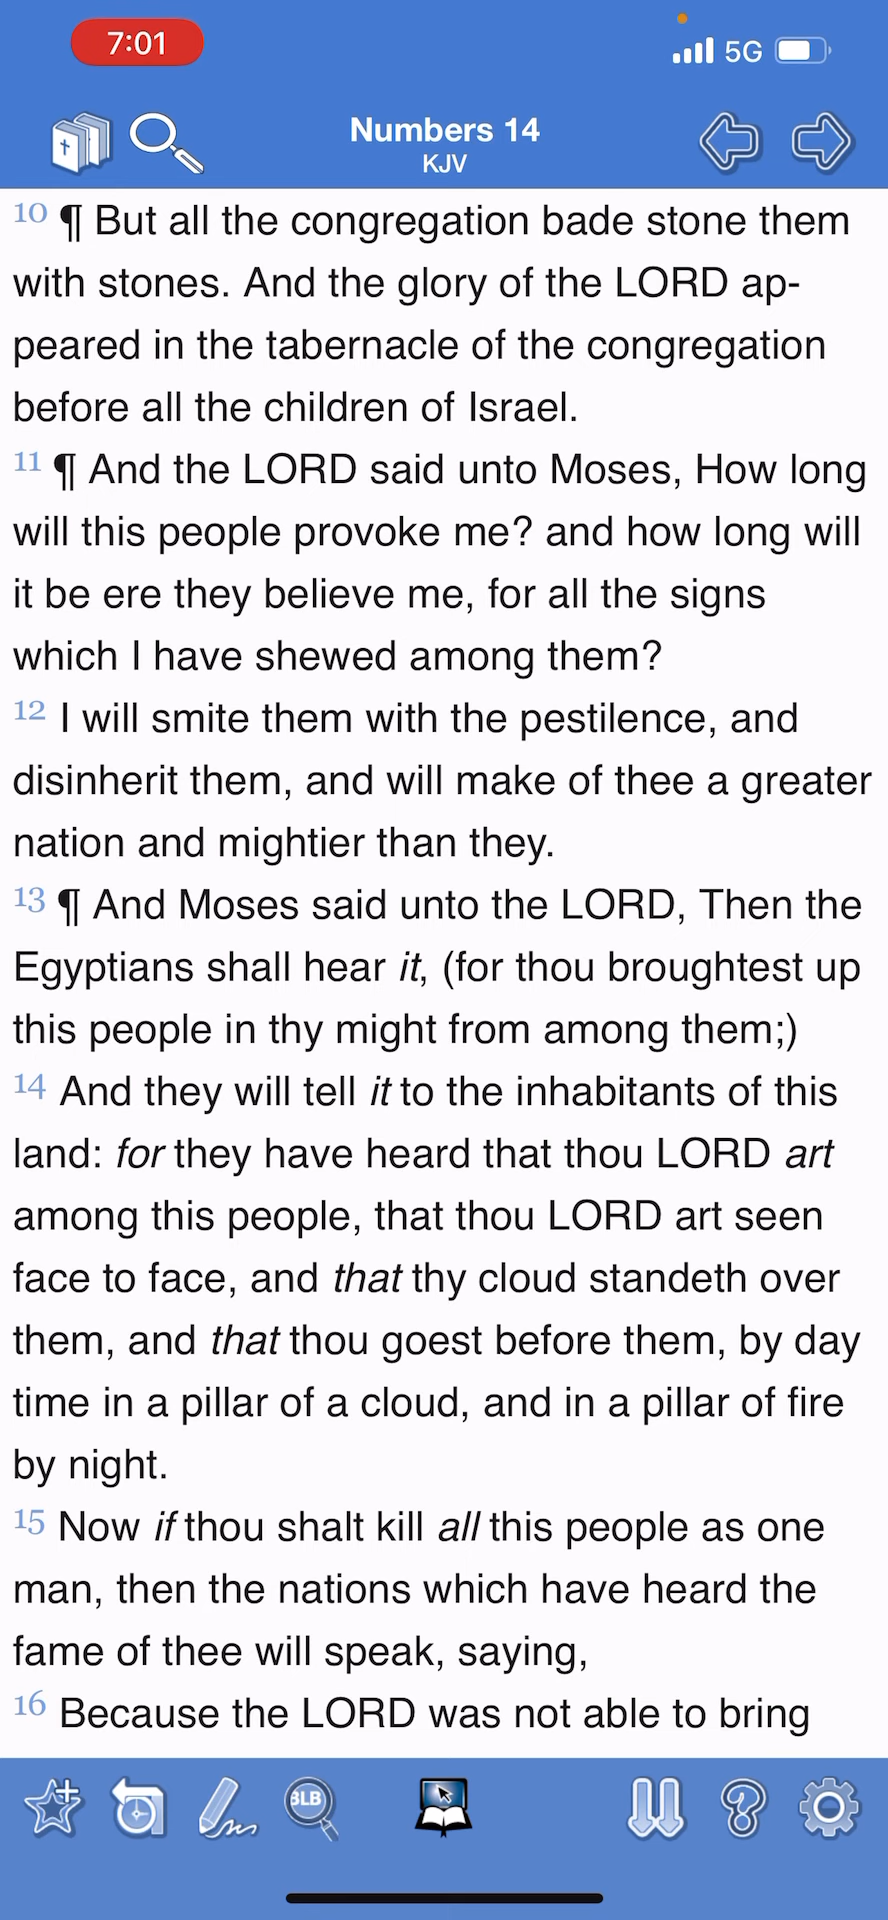 7:01
5G
Numbers 14
KJV
10 ¶ But all the congregation bade stone them
with stones. And the glory of the LORD ap-
peared in the tabernacle of the congregation
before all the children of Israel.
11 ¶ And the LORD said unto Moses, How long
will this people provoke me? and how long will
it be ere they believe me, for all the signs
which I have shewed among them?
12 I will smite them with the pestilence, and
disinherit them, and will make of thee a greater
nation and mightier than they.
13 ¶ And Moses said unto the LORD, Then the
Egyptians shall hear it, (for thou broughtest up
this people in thy might from among them;)
14 And they will tell it to the inhabitants of this
land: for they have heard that thou LORD art
among this people, that thou LORD art seen
face to face, and that thy cloud standeth over
them, and that thou goest before them, by day
time in a pillar of a cloud, and in a pillar of fire
by night.
15 Now if thou shalt kill all this people as one
man, then the nations which have heard the
fame of thee will speak, saying,
16 Because the LORD was not able to bring
BLB